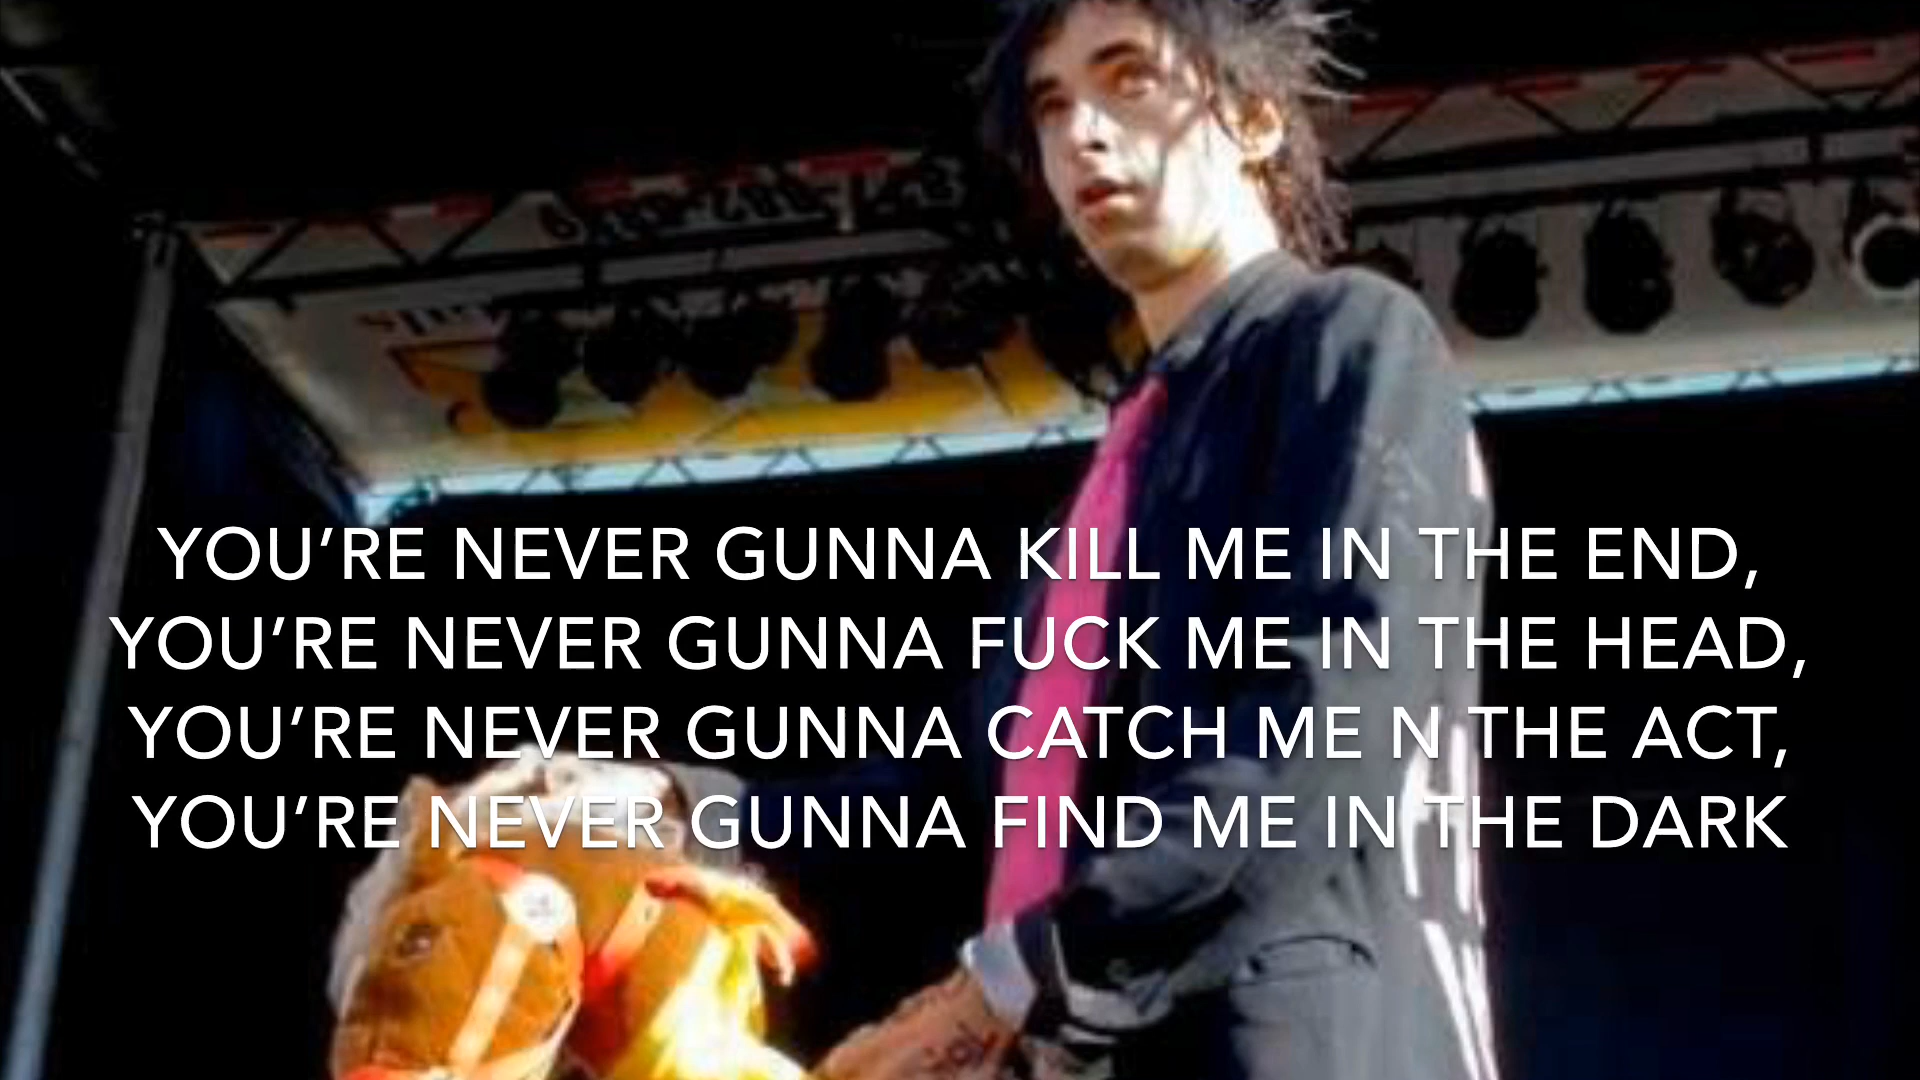 YOU’RE NEVER GUNNA KILL ME IN THE END,
YOU’RE NEVER GUNNA FUCK ME IN THE HEAD,
YOU’RE NEVER GUNNA CATCH ME N THE ACT,
YOU’RE NEVER GUNNA FIND ME IN THE DARK